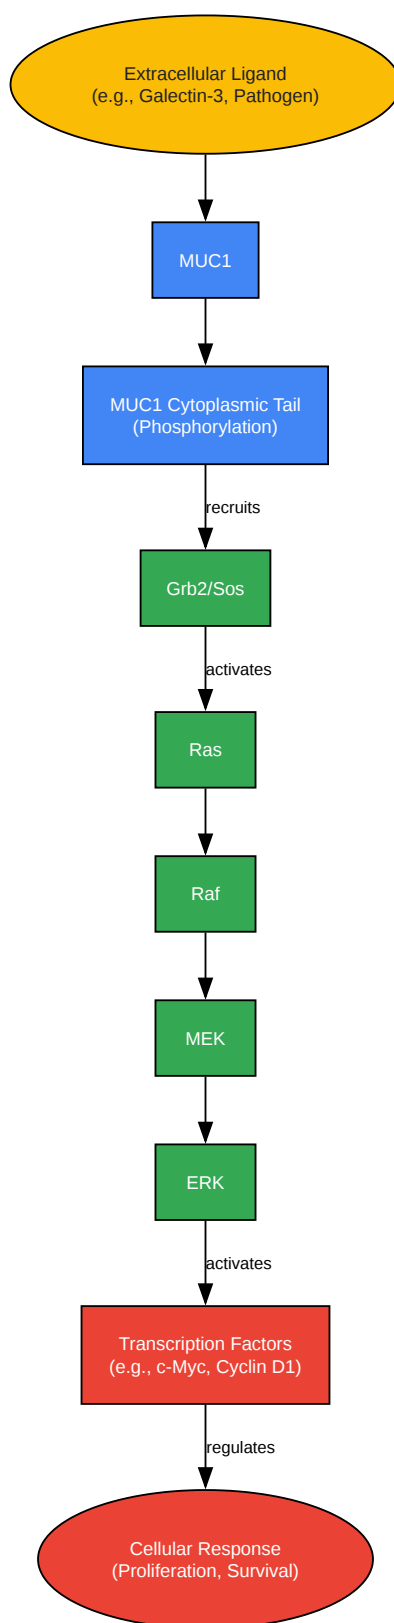 Extracellular Ligand
(e.g., Galectin-3, Pathogen)
MUC1
MUC1 Cytoplasmic Tail
(Phosphorylation)
recruits
Grb2/Sos
activates
Ras
Raf
MEK
ERK
activates
Transcription Factors
(e.g., c-Myc, Cyclin D1)
regulates
Cellular Response
(Proliferation, Survival)